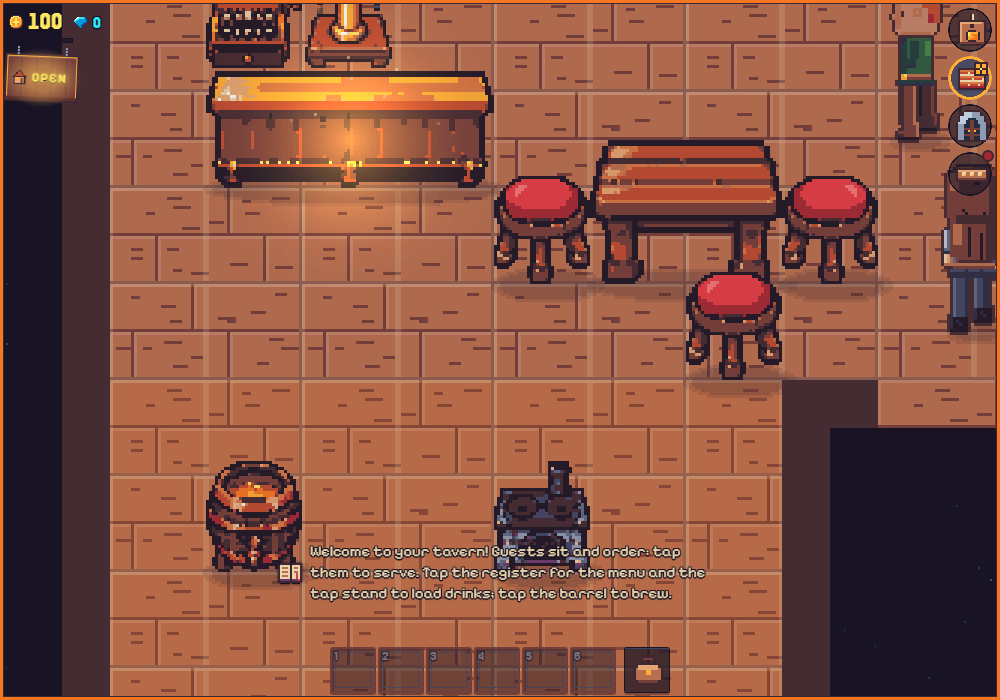 100
0
OPEN
Welcome to your tavern! Guests sit and order: tap
them to serve. Tap the register for the menu and the
tap stand to load drinks; tap the barrel to brew.
1 2 3 4 5 6